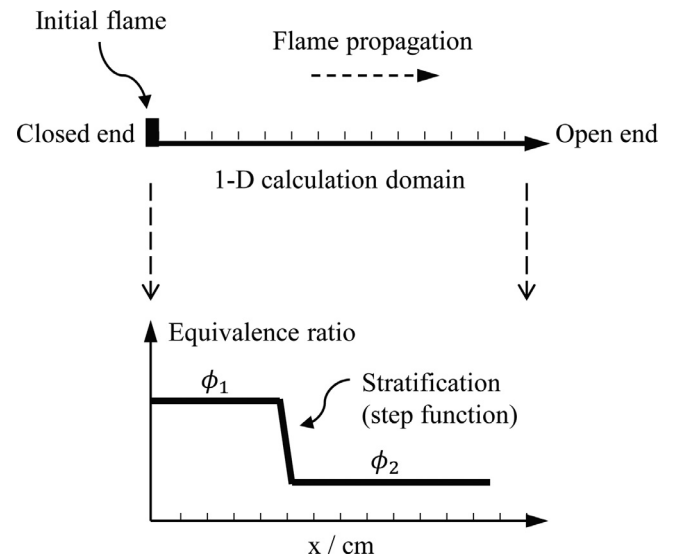 Initial flame
Flame propagation
Closed end
Open end
1-D calculation domain
Equivalence ratio
ϕ₁
Stratification
(step function)
ϕ₂
x / cm